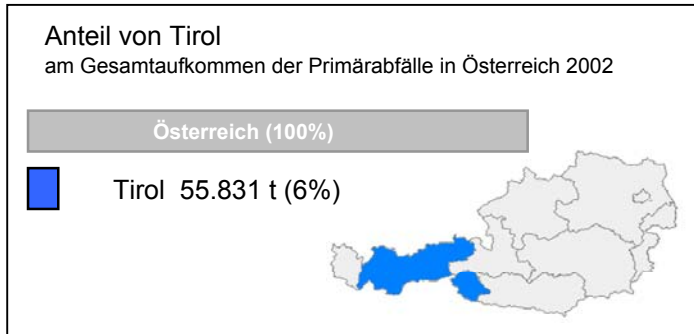 Anteil von Tirol
am Gesamtaufkommen der Primärabfälle in Österreich 2002
Österreich (100%)
Tirol 55.831 t (6%)